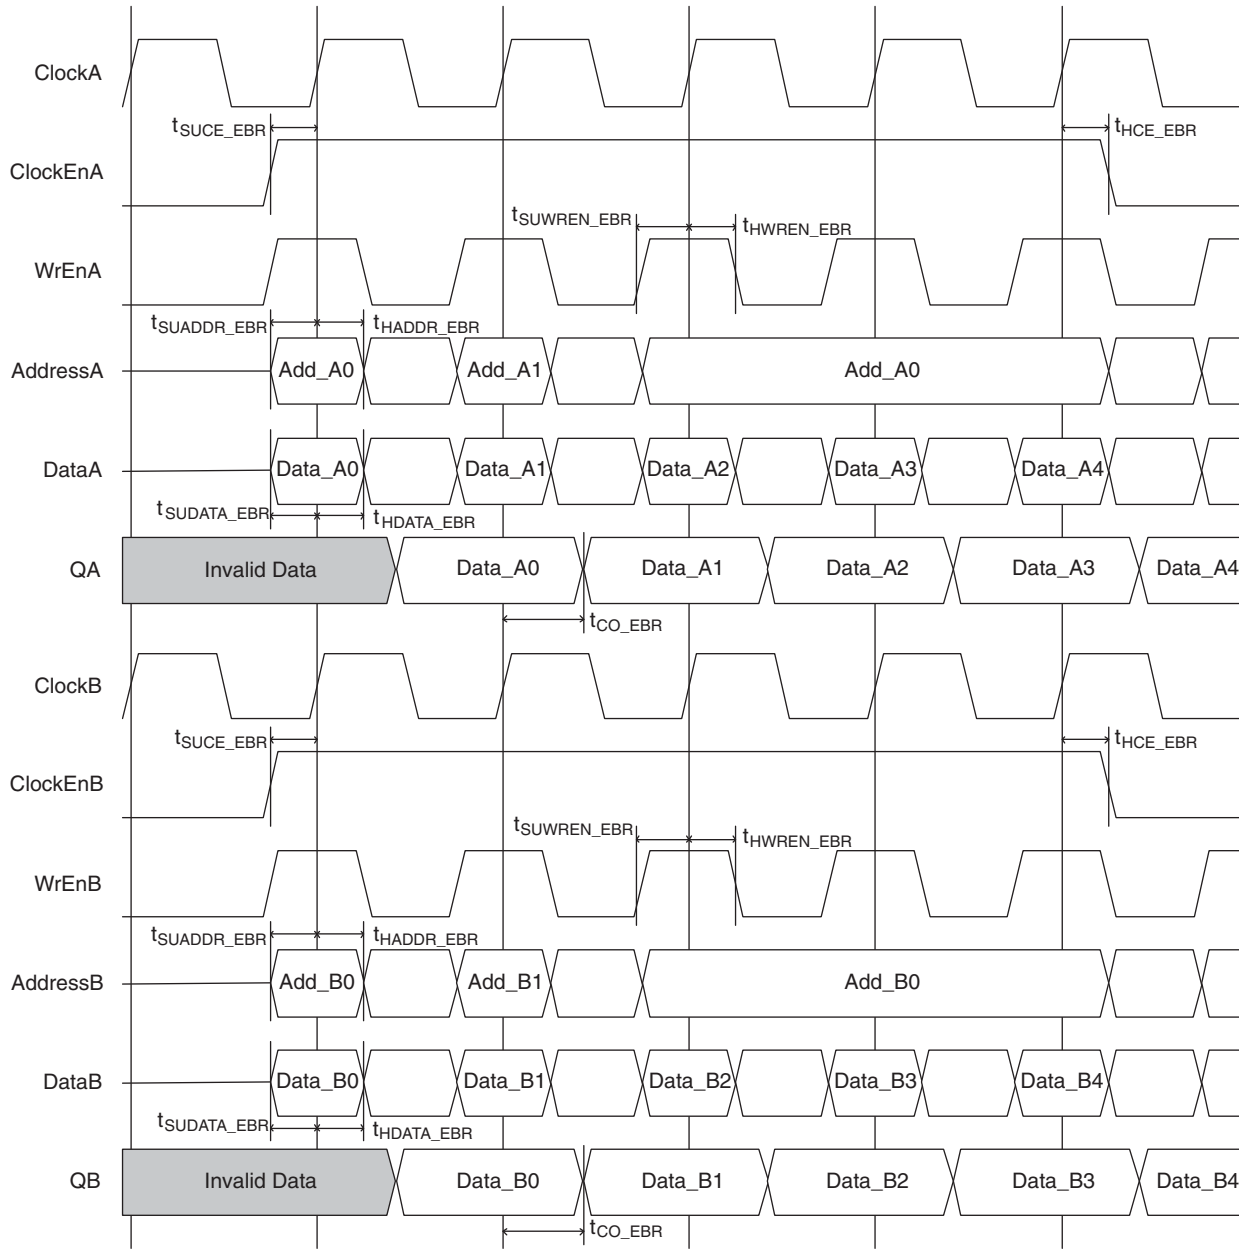 ClockA
tSUCE_EBR tHCE_EBR
ClockEnA
tSUWREN_EBR tHWREN_EBR
WrEnA
tSUADDR_EBR tHADDR_EBR
AddressA Add_A0 Add_A1 Add_A0
DataA Data_A0 Data_A1 Data_A2 Data_A3 Data_A4
tSUDATA_EBR tHDATA_EBR
QA Invalid Data Data_A0 Data_A1 Data_A2 Data_A3 Data_A4
tCO_EBR
ClockB
tSUCE_EBR tHCE_EBR
ClockEnB
tSUWREN_EBR tHWREN_EBR
WrEnB
tSUADDR_EBR tHADDR_EBR
AddressB Add_B0 Add_B1 Add_B0
DataB Data_B0 Data_B1 Data_B2 Data_B3 Data_B4
tSUDATA_EBR tHDATA_EBR
QB Invalid Data Data_B0 Data_B1 Data_B2 Data_B3 Data_B4
tCO_EBR